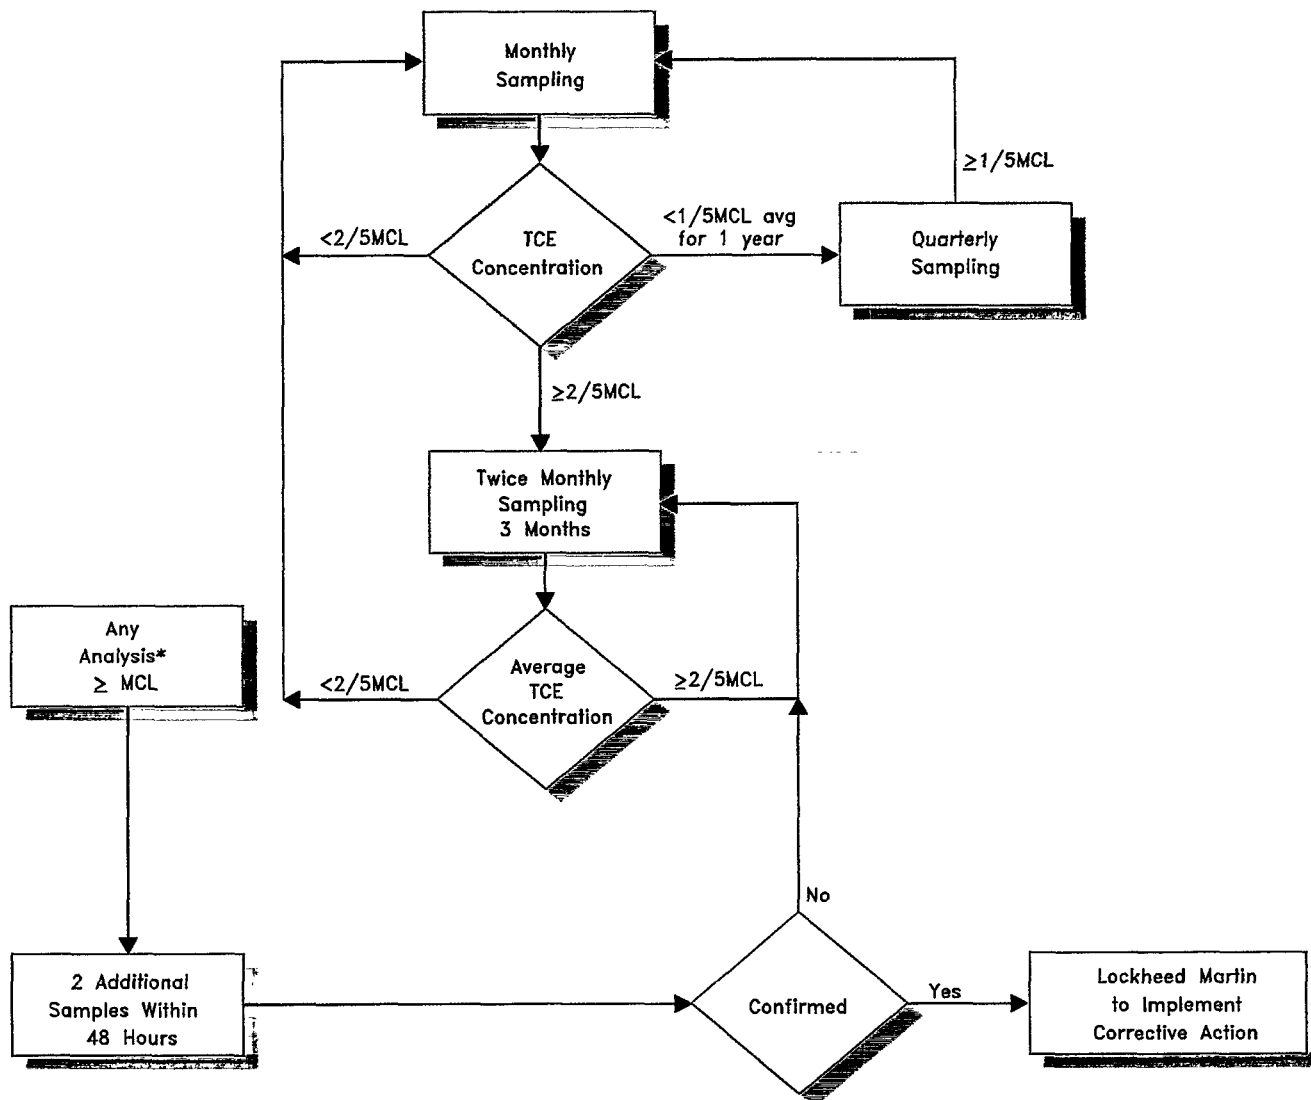 Monthly
Sampling
≥1/5MCL
<2/5MCL
TCE
Concentration
<1/5MCL avg
for 1 year
Quarterly
Sampling
≥2/5MCL
Twice Monthly
Sampling
3 Months
Any
Analysis*
≥ MCL
<2/5MCL
Average
TCE
Concentration
≥2/5MCL
No
2 Additional
Samples Within
48 Hours
Confirmed
Yes
Lockheed Martin
to Implement
Corrective Action